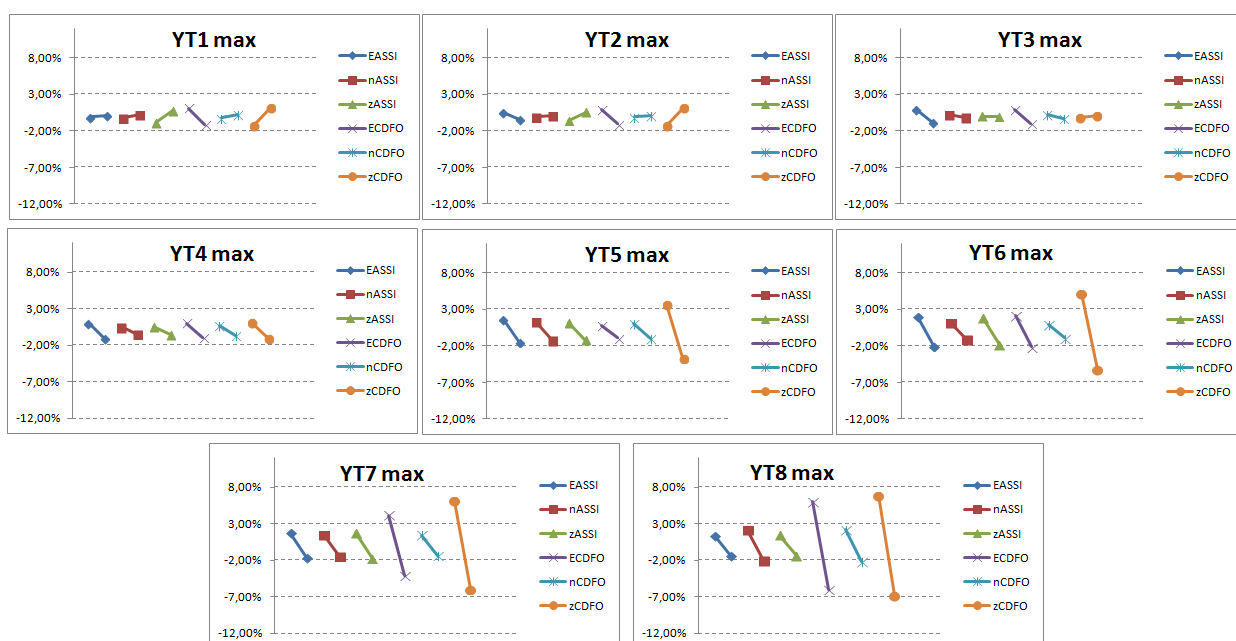 YT1 max
8,00%
3,00%
-2,00%
-7,00%
-12,00%
EASSI
nASSI
zASSI
ECDFO
nCDFO
zCDFO
YT2 max
8,00%
3,00%
-2,00%
-7,00%
-12,00%
EASSI
nASSI
zASSI
ECDFO
nCDFO
zCDFO
YT3 max
8,00%
3,00%
-2,00%
-7,00%
-12,00%
EASSI
nASSI
zASSI
ECDFO
nCDFO
zCDFO
YT4 max
8,00%
3,00%
-2,00%
-7,00%
-12,00%
EASSI
nASSI
zASSI
ECDFO
nCDFO
zCDFO
YT5 max
8,00%
3,00%
-2,00%
-7,00%
-12,00%
EASSI
nASSI
zASSI
ECDFO
nCDFO
zCDFO
YT6 max
8,00%
3,00%
-2,00%
-7,00%
-12,00%
EASSI
nASSI
zASSI
ECDFO
nCDFO
zCDFO
YT7 max
8,00%
3,00%
-2,00%
-7,00%
-12,00%
EASSI
nASSI
zASSI
ECDFO
nCDFO
zCDFO
YT8 max
8,00%
3,00%
-2,00%
-7,00%
-12,00%
EASSI
nASSI
zASSI
ECDFO
nCDFO
zCDFO